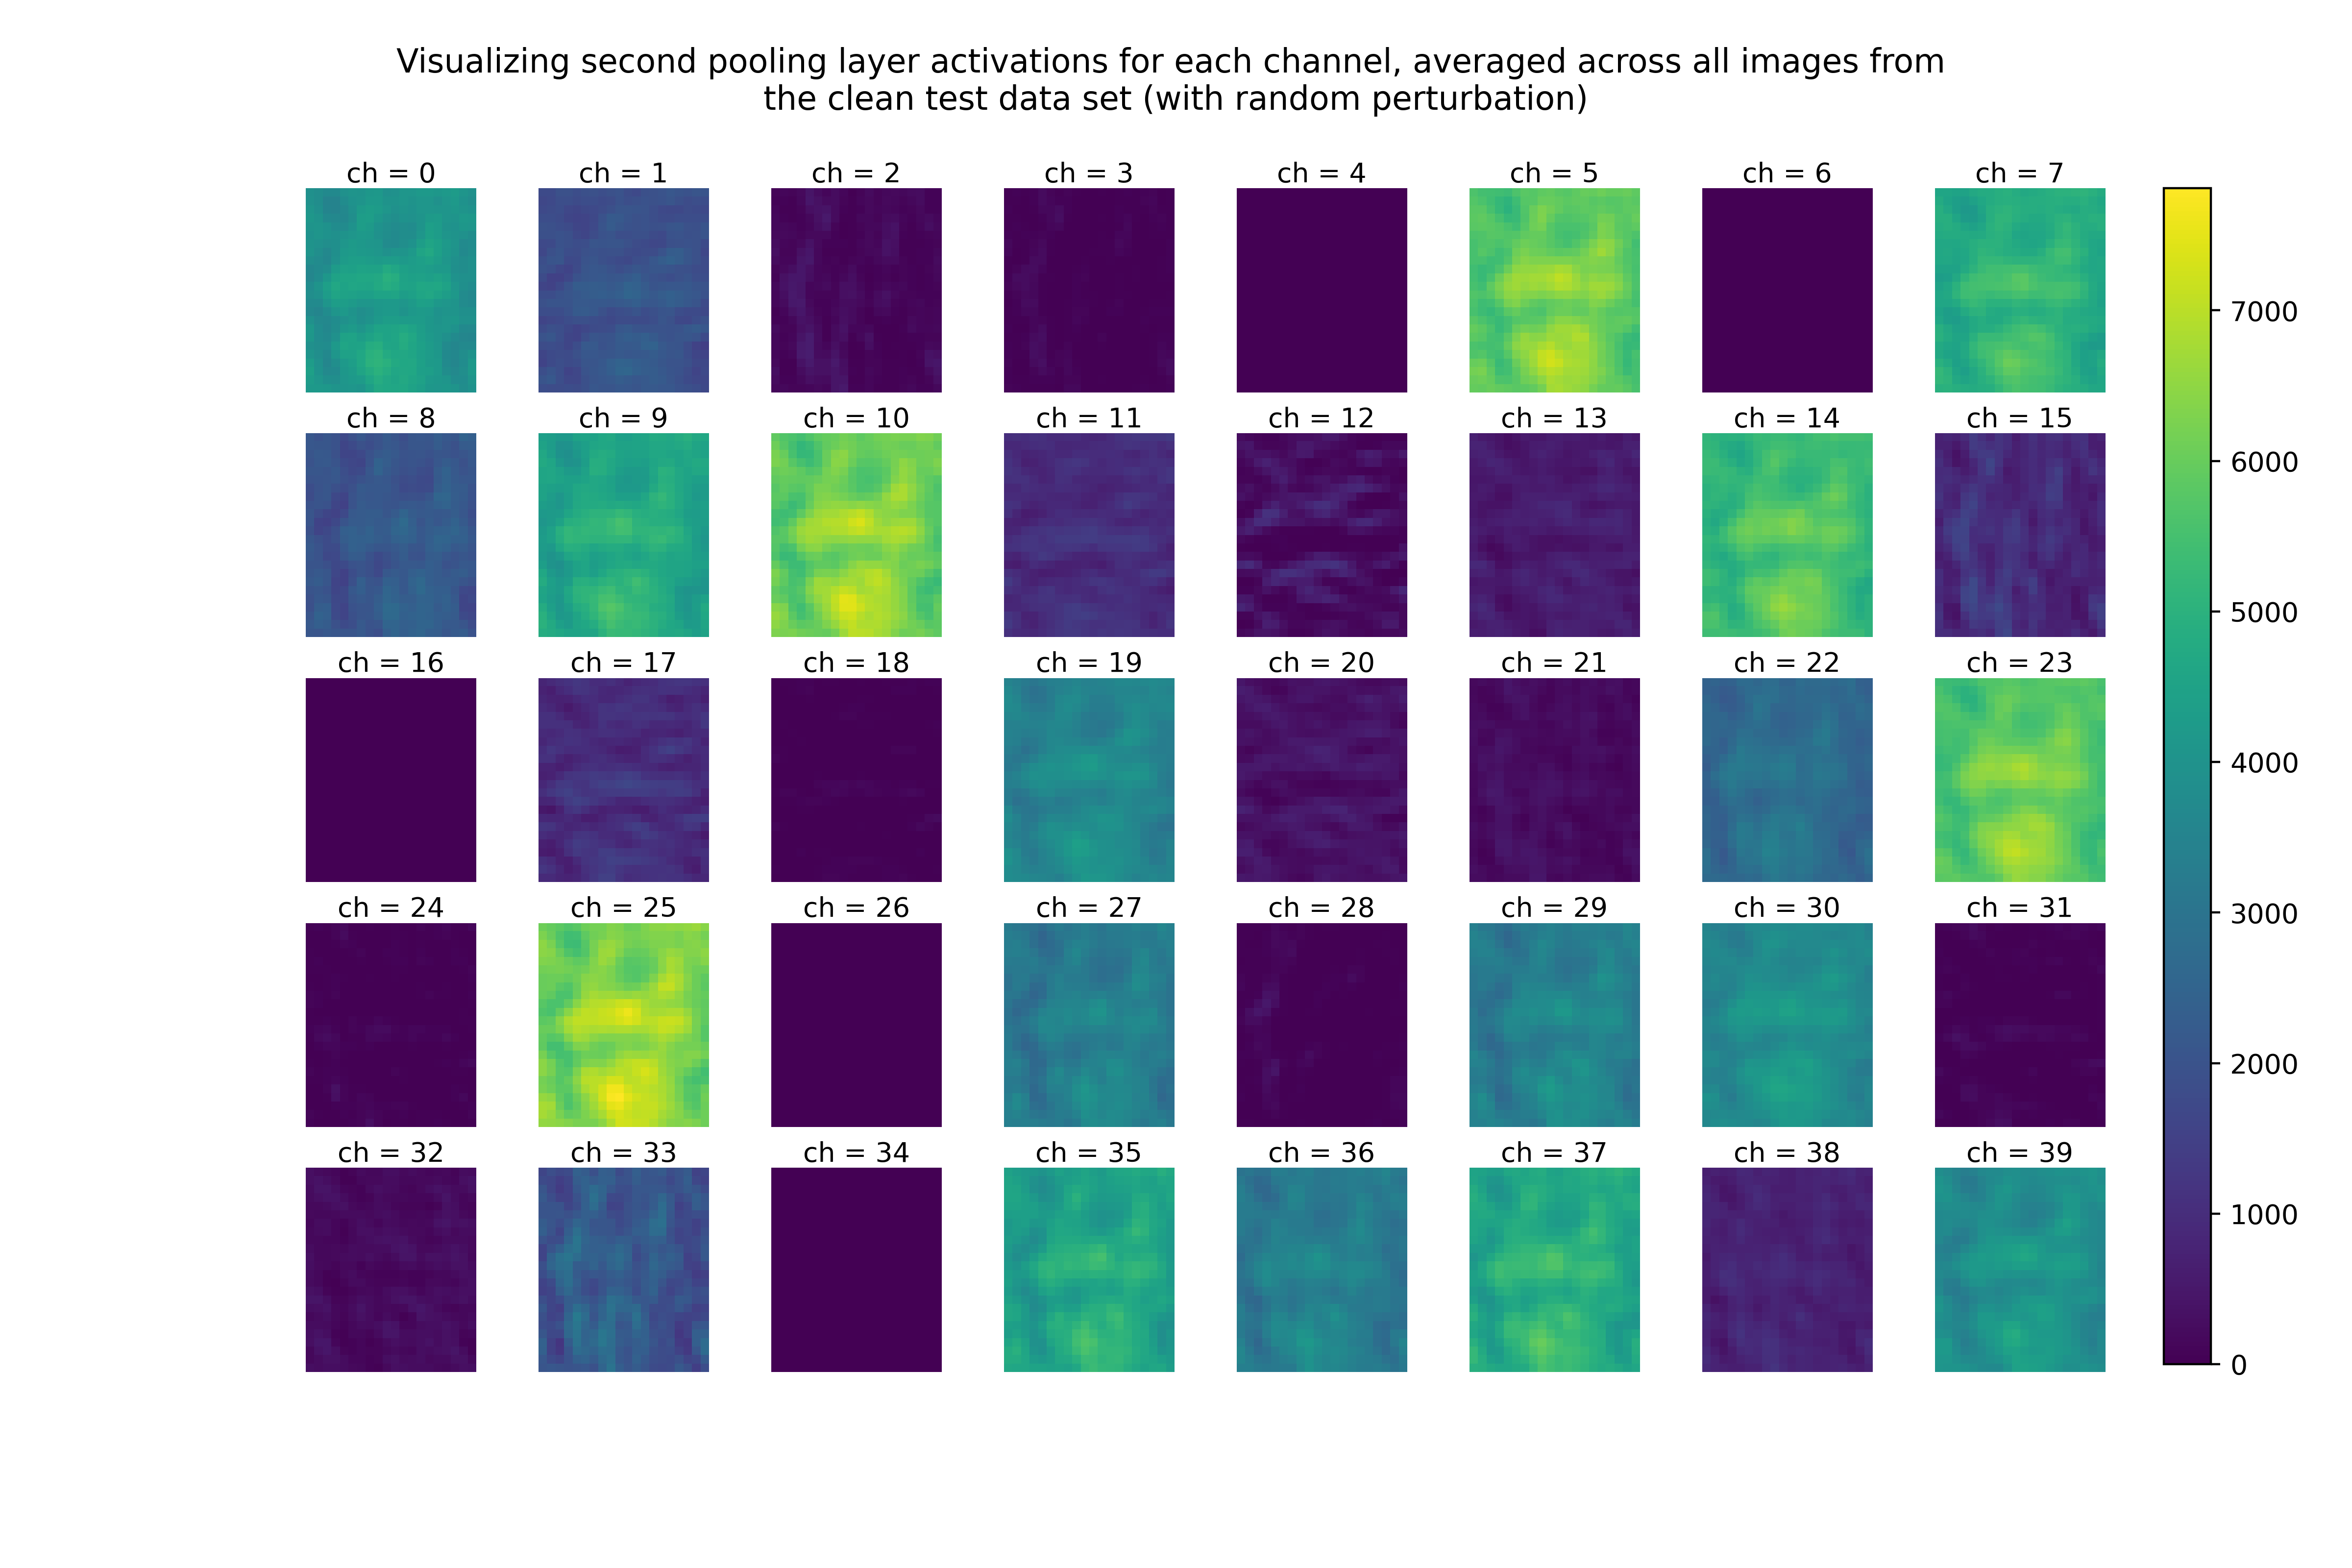 Visualizing second pooling layer activations for each channel, averaged across all images from
the clean test data set (with random perturbation)
ch = 0
ch = 1
ch = 2
ch = 3
ch = 4
ch = 5
ch = 6
ch = 7
ch = 8
ch = 9
ch = 10
ch = 11
ch = 12
ch = 13
ch = 14
ch = 15
ch = 16
ch = 17
ch = 18
ch = 19
ch = 20
ch = 21
ch = 22
ch = 23
ch = 24
ch = 25
ch = 26
ch = 27
ch = 28
ch = 29
ch = 30
ch = 31
ch = 32
ch = 33
ch = 34
ch = 35
ch = 36
ch = 37
ch = 38
ch = 39
7000
6000
5000
4000
3000
2000
1000
0